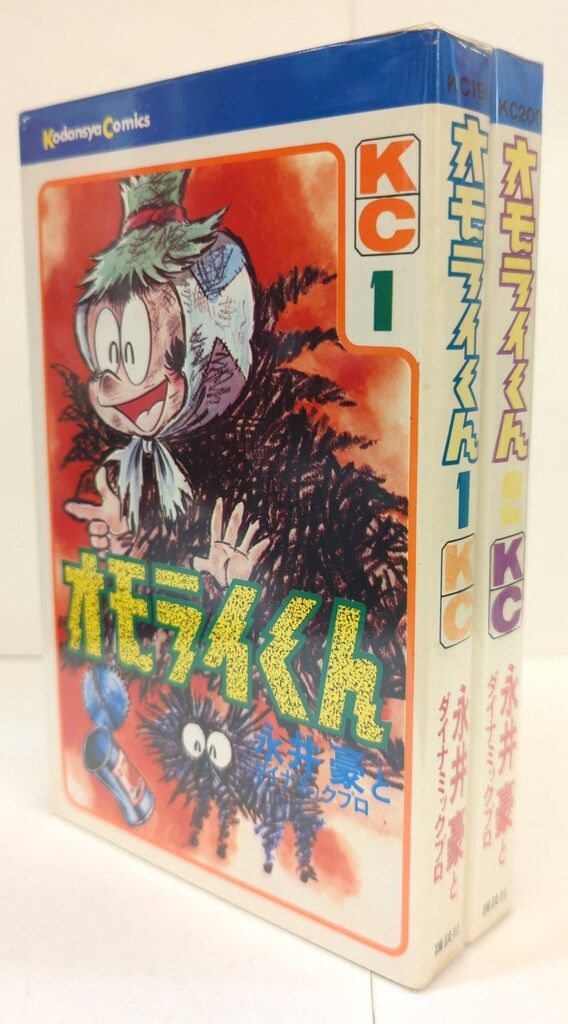 Kodansya Comics
KC
1
オモライくん
永井豪と
ダイナミックプロ
KC199
オモライくん
1
KC
永井豪と
ダイナミックプロ
講談社
KC200
オモライくん
2
KC
永井豪と
ダイナミックプロ
講談社